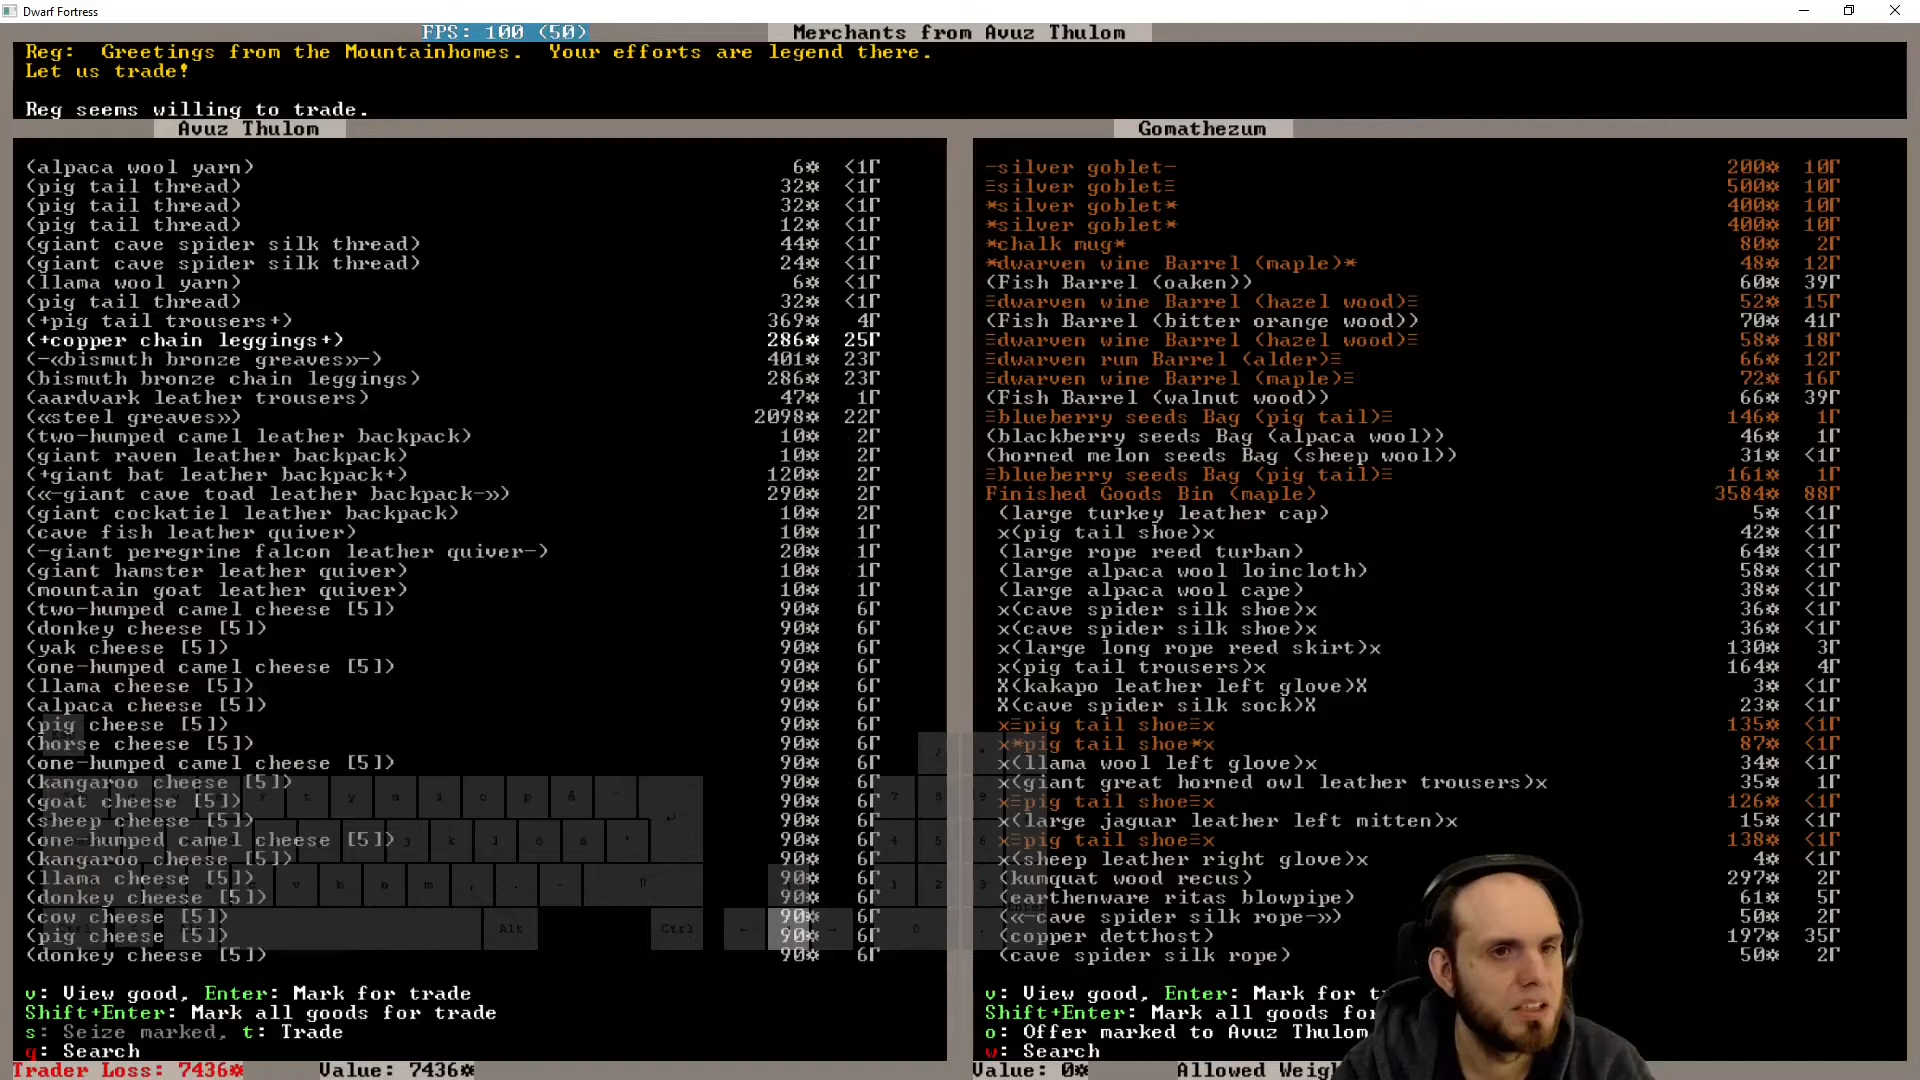 Dwarf Fortress
FPS: 100 (50)
Merchants from Avuz Thulom
Reg: Greetings from the Mountainhomes. Your efforts are legend there.
Let us trade!
Reg seems willing to trade.
Avuz Thulom
(alpaca wool yarn) 6☼ <1Γ
(pig tail thread) 32☼ <1Γ
(pig tail thread) 32☼ <1Γ
(pig tail thread) 12☼ <1Γ
(giant cave spider silk thread) 44☼ <1Γ
(giant cave spider silk thread) 24☼ <1Γ
(llama wool yarn) 6☼ <1Γ
(pig tail thread) 32☼ <1Γ
(+pig tail trousers+) 369☼ 4Γ
(+copper chain leggings+) 286☼ 25Γ
(-«bismuth bronze greaves»-) 401☼ 23Γ
(bismuth bronze chain leggings) 286☼ 23Γ
(aardvark leather trousers) 47☼ 1Γ
(«steel greaves») 2098☼ 22Γ
(two-humped camel leather backpack) 10☼ 2Γ
(giant raven leather backpack) 10☼ 2Γ
(+giant bat leather backpack+) 120☼ 2Γ
(«-giant cave toad leather backpack-») 290☼ 2Γ
(giant cockatiel leather backpack) 10☼ 2Γ
(cave fish leather quiver) 10☼ 1Γ
(-giant peregrine falcon leather quiver-) 20☼ 1Γ
(giant hamster leather quiver) 10☼ 1Γ
(mountain goat leather quiver) 10☼ 1Γ
(two-humped camel cheese [5]) 90☼ 6Γ
(donkey cheese [5]) 90☼ 6Γ
(yak cheese [5]) 90☼ 6Γ
(one-humped camel cheese [5]) 90☼ 6Γ
(llama cheese [5]) 90☼ 6Γ
(alpaca cheese [5]) 90☼ 6Γ
(pig cheese [5]) 90☼ 6Γ
(horse cheese [5]) 90☼ 6Γ
(one-humped camel cheese [5]) 90☼ 6Γ
(kangaroo cheese [5]) 90☼ 6Γ
(goat cheese [5]) 90☼ 6Γ
(sheep cheese [5]) 90☼ 6Γ
(one-humped camel cheese [5]) 90☼ 6Γ
(kangaroo cheese [5]) 90☼ 6Γ
(llama cheese [5]) 90☼ 6Γ
(donkey cheese [5]) 90☼ 6Γ
(cow cheese [5]) 90☼ 6Γ
(pig cheese [5]) 90☼ 6Γ
(donkey cheese [5]) 90☼ 6Γ
v: View good, Enter: Mark for trade
Shift+Enter: Mark all goods for trade
s: Seize marked, t: Trade
q: Search
Trader Loss: 7436☼ Value: 7436☼
Gomathezum
-silver goblet- 200☼ 10Γ
≡silver goblet≡ 500☼ 10Γ
*silver goblet* 400☼ 10Γ
*silver goblet* 400☼ 10Γ
*chalk mug* 80☼ 2Γ
*dwarven wine Barrel (maple)* 48☼ 12Γ
(Fish Barrel (oaken)) 60☼ 39Γ
≡dwarven wine Barrel (hazel wood)≡ 52☼ 15Γ
(Fish Barrel (bitter orange wood)) 70☼ 41Γ
≡dwarven wine Barrel (hazel wood)≡ 58☼ 18Γ
≡dwarven rum Barrel (alder)≡ 66☼ 12Γ
≡dwarven wine Barrel (maple)≡ 72☼ 16Γ
(Fish Barrel (walnut wood)) 66☼ 39Γ
≡blueberry seeds Bag (pig tail)≡ 146☼ 1Γ
(blackberry seeds Bag (alpaca wool)) 46☼ 1Γ
(horned melon seeds Bag (sheep wool)) 31☼ <1Γ
≡blueberry seeds Bag (pig tail)≡ 161☼ 1Γ
Finished Goods Bin (maple) 3584☼ 88Γ
(large turkey leather cap) 5☼ <1Γ
x(pig tail shoe)x 42☼ <1Γ
(large rope reed turban) 64☼ <1Γ
(large alpaca wool loincloth) 58☼ <1Γ
(large alpaca wool cape) 38☼ <1Γ
x(cave spider silk shoe)x 36☼ <1Γ
x(cave spider silk shoe)x 36☼ <1Γ
x(large long rope reed skirt)x 130☼ 3Γ
x(pig tail trousers)x 164☼ 4Γ
X(kakapo leather left glove)X 3☼ <1Γ
X(cave spider silk sock)X 23☼ <1Γ
x≡pig tail shoe≡x 135☼ <1Γ
x*pig tail shoe*x 87☼ <1Γ
x(llama wool left glove)x 34☼ <1Γ
x(giant great horned owl leather trousers)x 35☼ 1Γ
x≡pig tail shoe≡x 126☼ <1Γ
x(large jaguar leather left mitten)x 15☼ <1Γ
x≡pig tail shoe≡x 138☼ <1Γ
x(sheep leather right glove)x 4☼ <1Γ
(kumquat wood recus) 297☼ 2Γ
(earthenware ritas blowpipe) 61☼ 5Γ
(«-cave spider silk rope-») 50☼ 2Γ
(copper detthost) 197☼ 35Γ
(cave spider silk rope) 50☼ 2Γ
v: View good, Enter: Mark for
Shift+Enter: Mark all goods for
o: Offer marked to Avuz Thulom
w: Search
Value: 0☼ Allowed